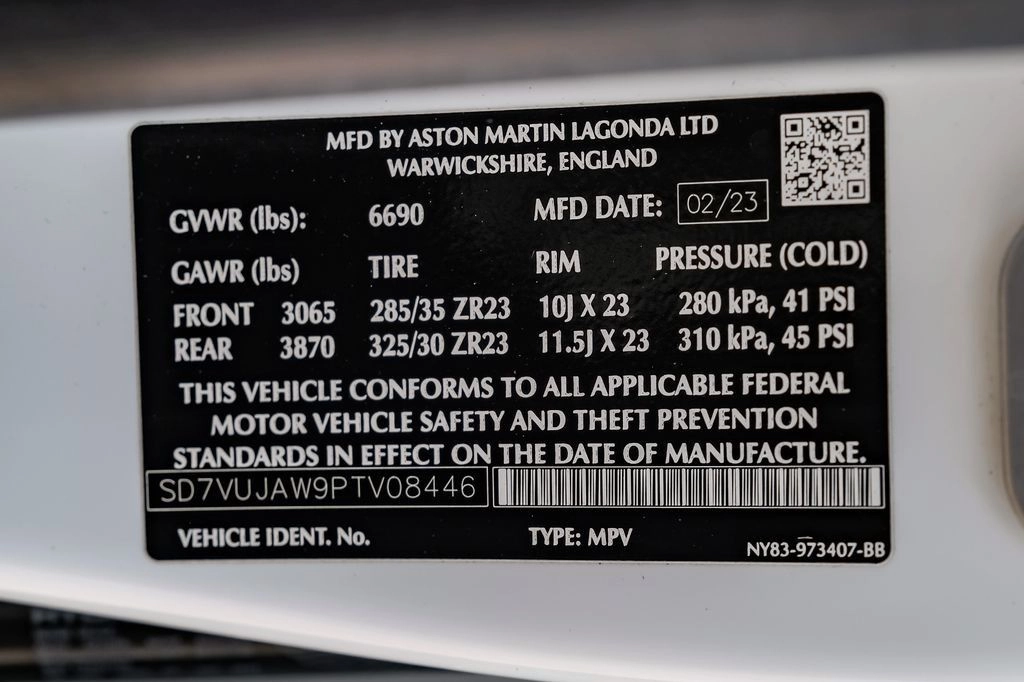 MFD BY ASTON MARTIN LAGONDA LTD
WARWICKSHIRE, ENGLAND
GVWR (lbs): 6690 MFD DATE: 02/23
GAWR (lbs) TIRE RIM PRESSURE (COLD)
FRONT 3065 285/35 ZR23 10J X 23 280 kPa, 41 PSI
REAR 3870 325/30 ZR23 11.5J X 23 310 kPa, 45 PSI
THIS VEHICLE CONFORMS TO ALL APPLICABLE FEDERAL
MOTOR VEHICLE SAFETY AND THEFT PREVENTION
STANDARDS IN EFFECT ON THE DATE OF MANUFACTURE.
SD7VUJAW9PTV08446
VEHICLE IDENT. No. TYPE: MPV NY83-973407-BB